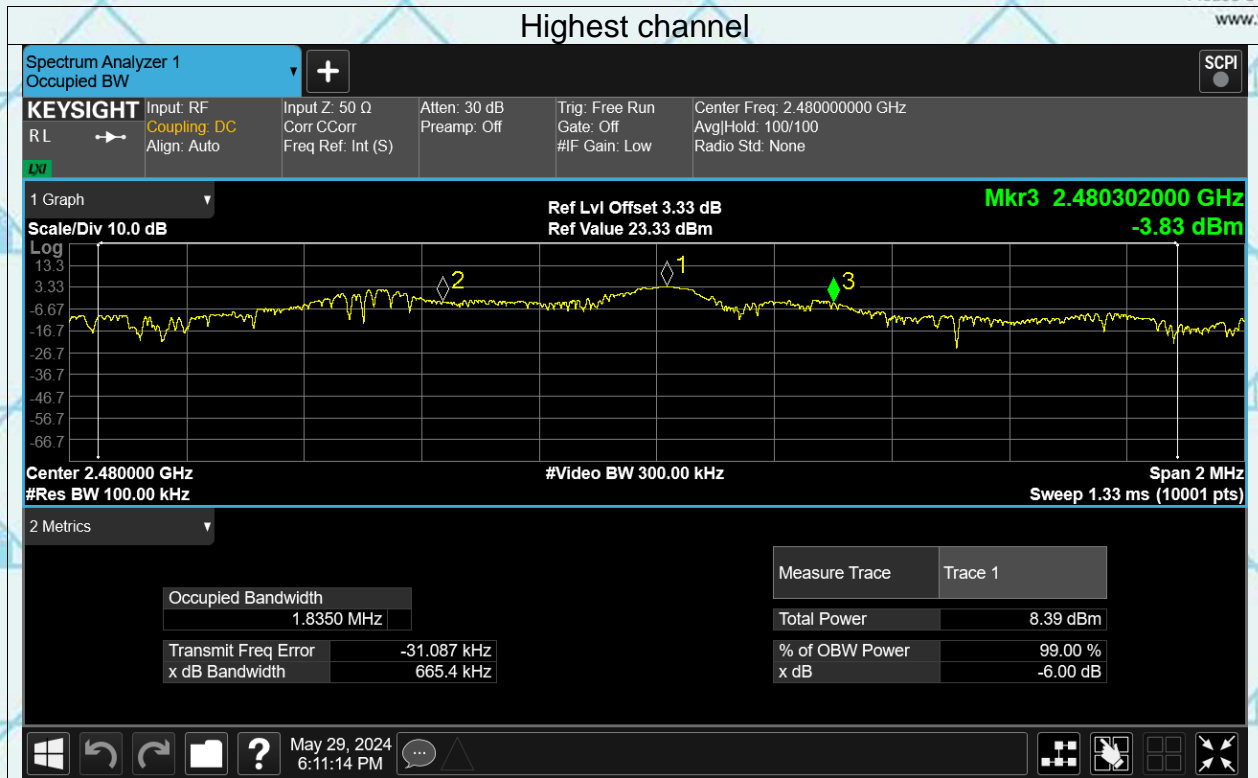 www.
Highest channel
Spectrum Analyzer 1
Occupied BW
SCPI
KEYSIGHT
R L
LXI
Input: RF
Coupling: DC
Align: Auto
Input Z: 50 Ω
Corr CCorr
Freq Ref: Int (S)
Atten: 30 dB
Preamp: Off
Trig: Free Run
Gate: Off
#IF Gain: Low
Center Freq: 2.480000000 GHz
Avg|Hold: 100/100
Radio Std: None
1 Graph
Scale/Div 10.0 dB
Ref Lvl Offset 3.33 dB
Ref Value 23.33 dBm
Mkr3 2.480302000 GHz
-3.83 dBm
Log
13.3
3.33
-6.67
-16.7
-26.7
-36.7
-46.7
-56.7
-66.7
2
1
3
Center 2.480000 GHz
#Res BW 100.00 kHz
#Video BW 300.00 kHz
Span 2 MHz
Sweep 1.33 ms (10001 pts)
2 Metrics
Occupied Bandwidth
1.8350 MHz
Transmit Freq Error -31.087 kHz
x dB Bandwidth 665.4 kHz
Measure Trace Trace 1
Total Power 8.39 dBm
% of OBW Power 99.00 %
x dB -6.00 dB
?
May 29, 2024
6:11:14 PM